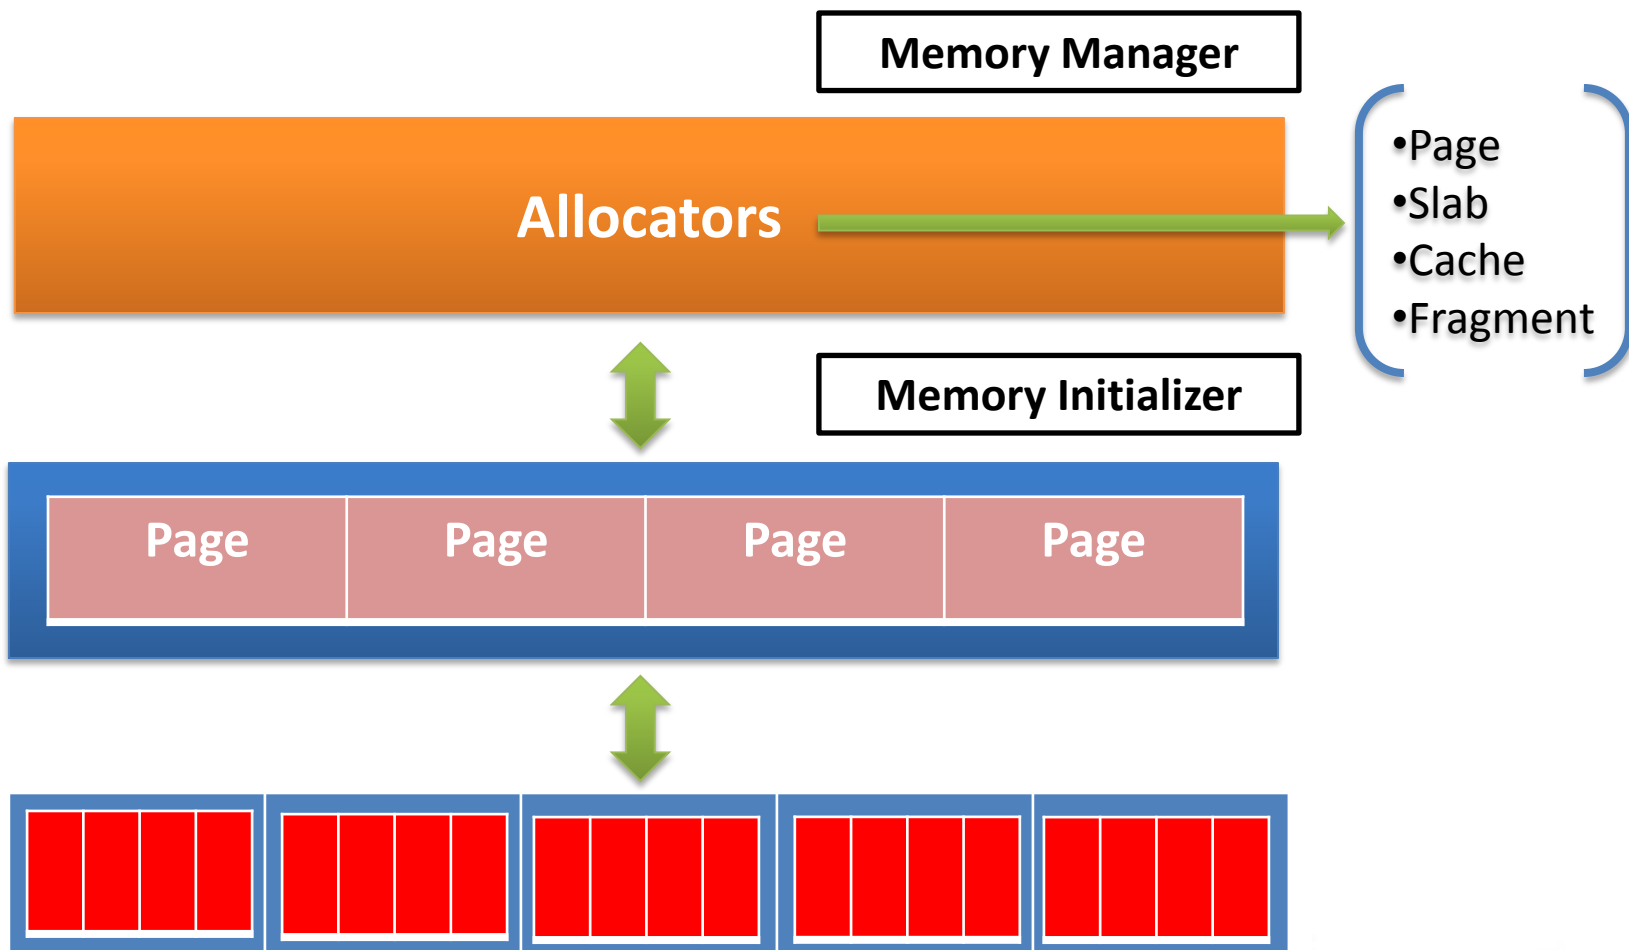 Memory Manager
Allocators
•Page
•Slab
•Cache
•Fragment
Memory Initializer
Page Page Page Page